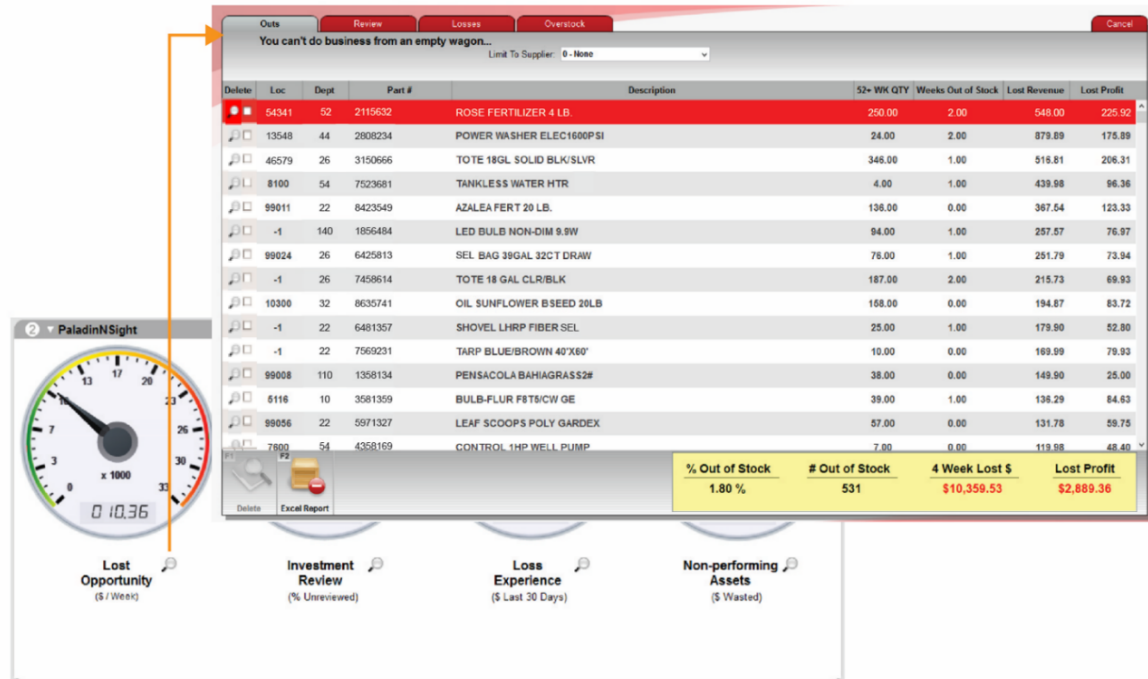 Outs Review Losses Overstock Cancel
You can't do business from an empty wagon...
Limit To Supplier: 0 - None
Delete Loc Dept Part # Description 52+ WK QTY Weeks Out of Stock Lost Revenue Lost Profit
54341 52 2115632 ROSE FERTILIZER 4 LB. 250.00 2.00 548.00 225.92
13548 44 2808234 POWER WASHER ELEC1600PSI 24.00 2.00 879.89 175.89
46579 26 3150666 TOTE 18GL SOLID BLK/SLVR 346.00 1.00 516.81 206.31
8100 54 7523681 TANKLESS WATER HTR 4.00 1.00 439.98 96.36
99011 22 8423549 AZALEA FERT 20 LB. 136.00 0.00 367.54 123.33
-1 140 1856484 LED BULB NON-DIM 9.9W 94.00 1.00 257.57 76.97
99024 26 6425813 SEL BAG 39GAL 32CT DRAW 76.00 1.00 251.79 73.94
-1 26 7458614 TOTE 18 GAL CLR/BLK 187.00 2.00 215.73 69.93
10300 32 8635741 OIL SUNFLOWER BSEED 20LB 158.00 0.00 194.87 83.72
-1 22 6481357 SHOVEL LHRP FIBER SEL 25.00 1.00 179.90 52.80
-1 22 7569231 TARP BLUE/BROWN 40'X60' 10.00 0.00 169.99 79.93
99008 110 1358134 PENSACOLA BAHIAGRASS2# 38.00 0.00 149.90 25.00
5116 10 3581359 BULB-FLUR F8T5/CW GE 39.00 1.00 136.29 84.63
99056 22 5971327 LEAF SCOOPS POLY GARDEX 57.00 0.00 131.78 59.75
7600 54 4358169 CONTROL 1HP WELL PUMP 7.00 0.00 119.98 48.40
F1 F2
Delete Excel Report
% Out of Stock # Out of Stock 4 Week Lost $ Lost Profit
1.80 % 531 $10,359.53 $2,889.36
2 PaladinNSight
0 3 7 10 13 17 20 23 26 30 33
x 1000
010.36
Lost Opportunity
($ / Week)
Investment Review
(% Unreviewed)
Loss Experience
($ Last 30 Days)
Non-performing Assets
($ Wasted)